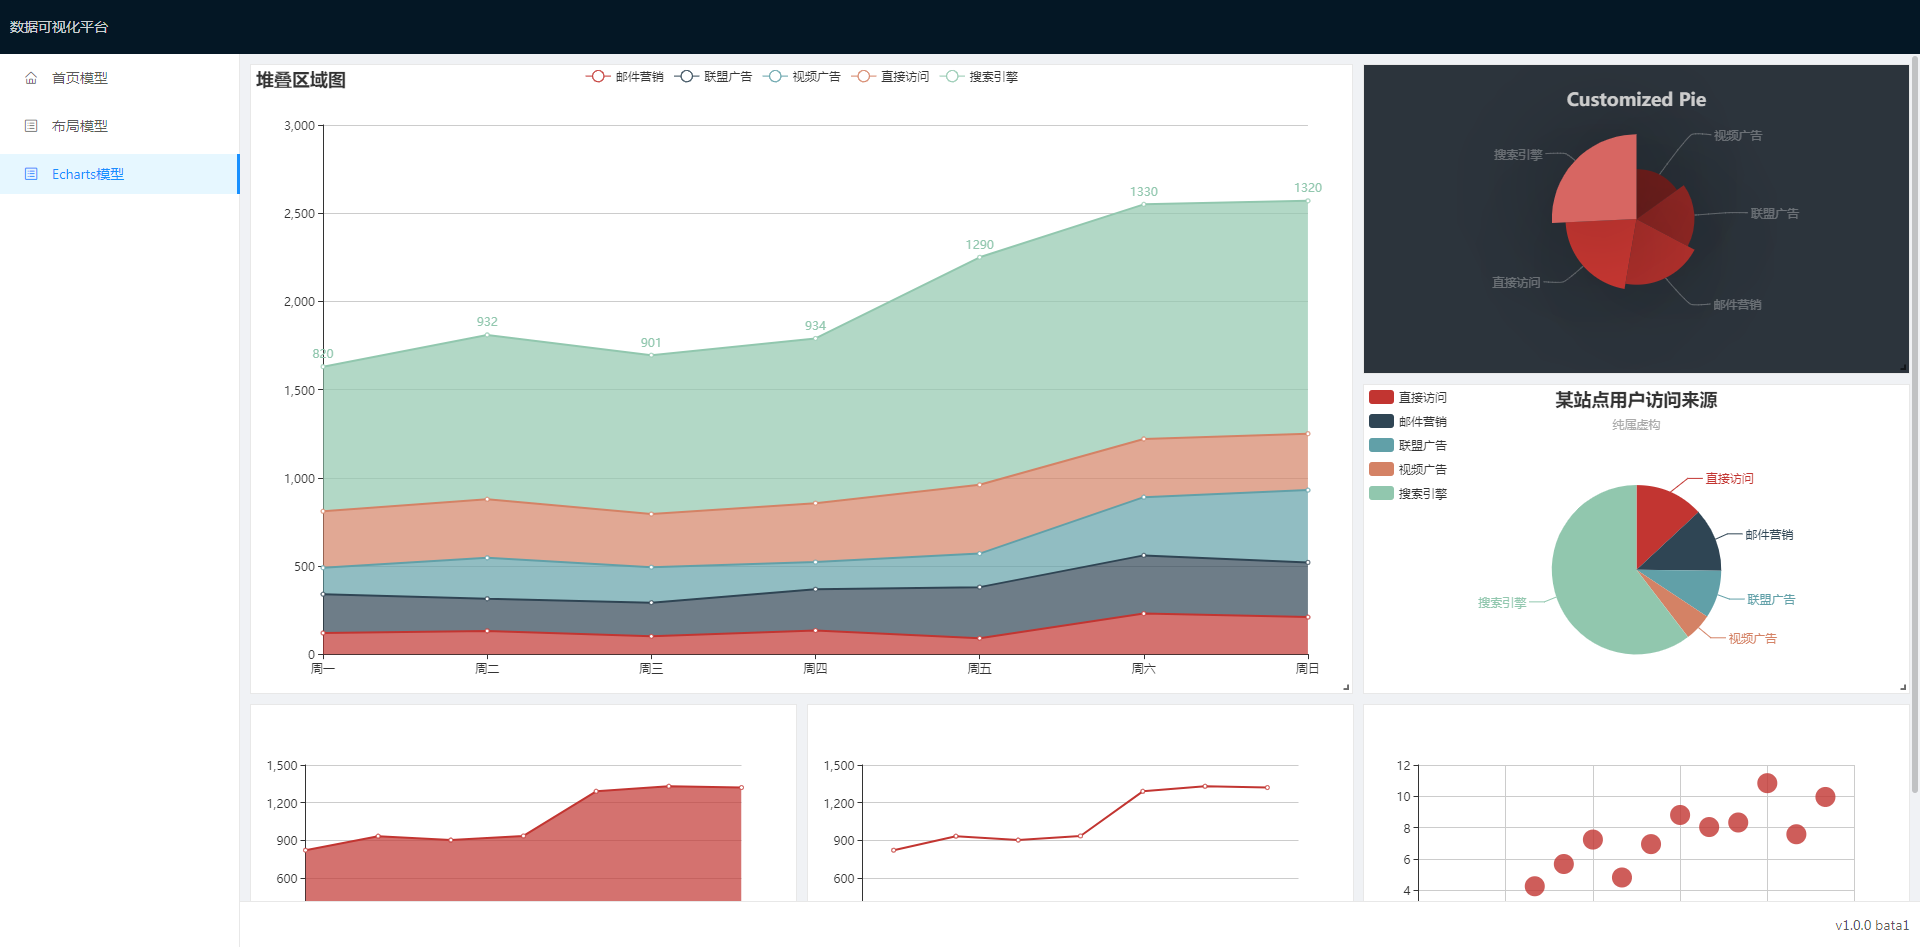 数据可视化平台
首页模型
布局模型
Echarts模型
堆叠区域图
邮件营销 联盟广告 视频广告 直接访问 搜索引擎
3,000
2,500
2,000
1,500
1,000
500
0
820 932 901 934 1290 1330 1320
周一 周二 周三 周四 周五 周六 周日
Customized Pie
视频广告
搜索引擎
联盟广告
直接访问
邮件营销
某站点用户访问来源
纯属虚构
直接访问
邮件营销
联盟广告
视频广告
搜索引擎
直接访问
邮件营销
联盟广告
搜索引擎
视频广告
1,500
1,200
900
600
1,500
1,200
900
600
12
10
8
6
4
v1.0.0 bata1